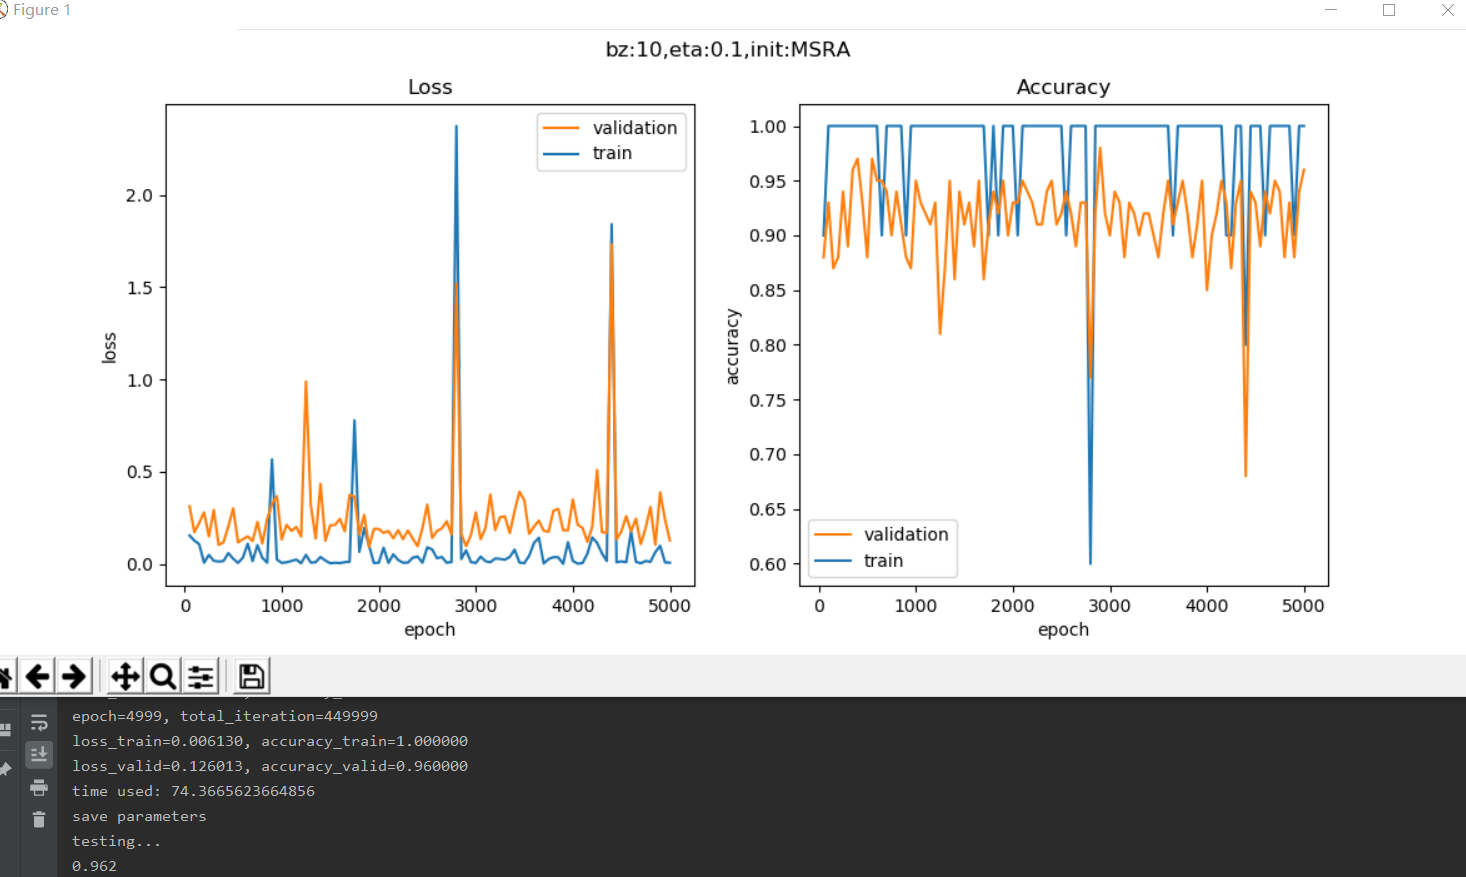 Figure 1
bz:10,eta:0.1,init:MSRA
Loss
validation
train
2.0
1.5
1.0
0.5
0.0
loss
0 1000 2000 3000 4000 5000
epoch
Accuracy
1.00
0.95
0.90
0.85
0.80
0.75
0.70
0.65
0.60
accuracy
validation
train
0 1000 2000 3000 4000 5000
epoch
epoch=4999, total_iteration=449999
loss_train=0.006130, accuracy_train=1.000000
loss_valid=0.126013, accuracy_valid=0.960000
time used: 74.3665623664856
save parameters
testing...
0.962